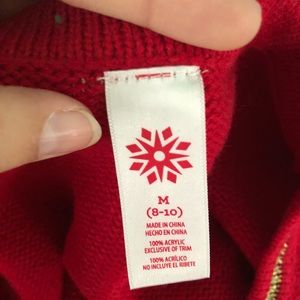 M
(8-10)
MADE IN CHINA
HECHO EN CHINA
100% ACRYLIC
EXCLUSIVE OF TRIM
100% ACRÍLICO
NO INCLUYE EL RIBETE